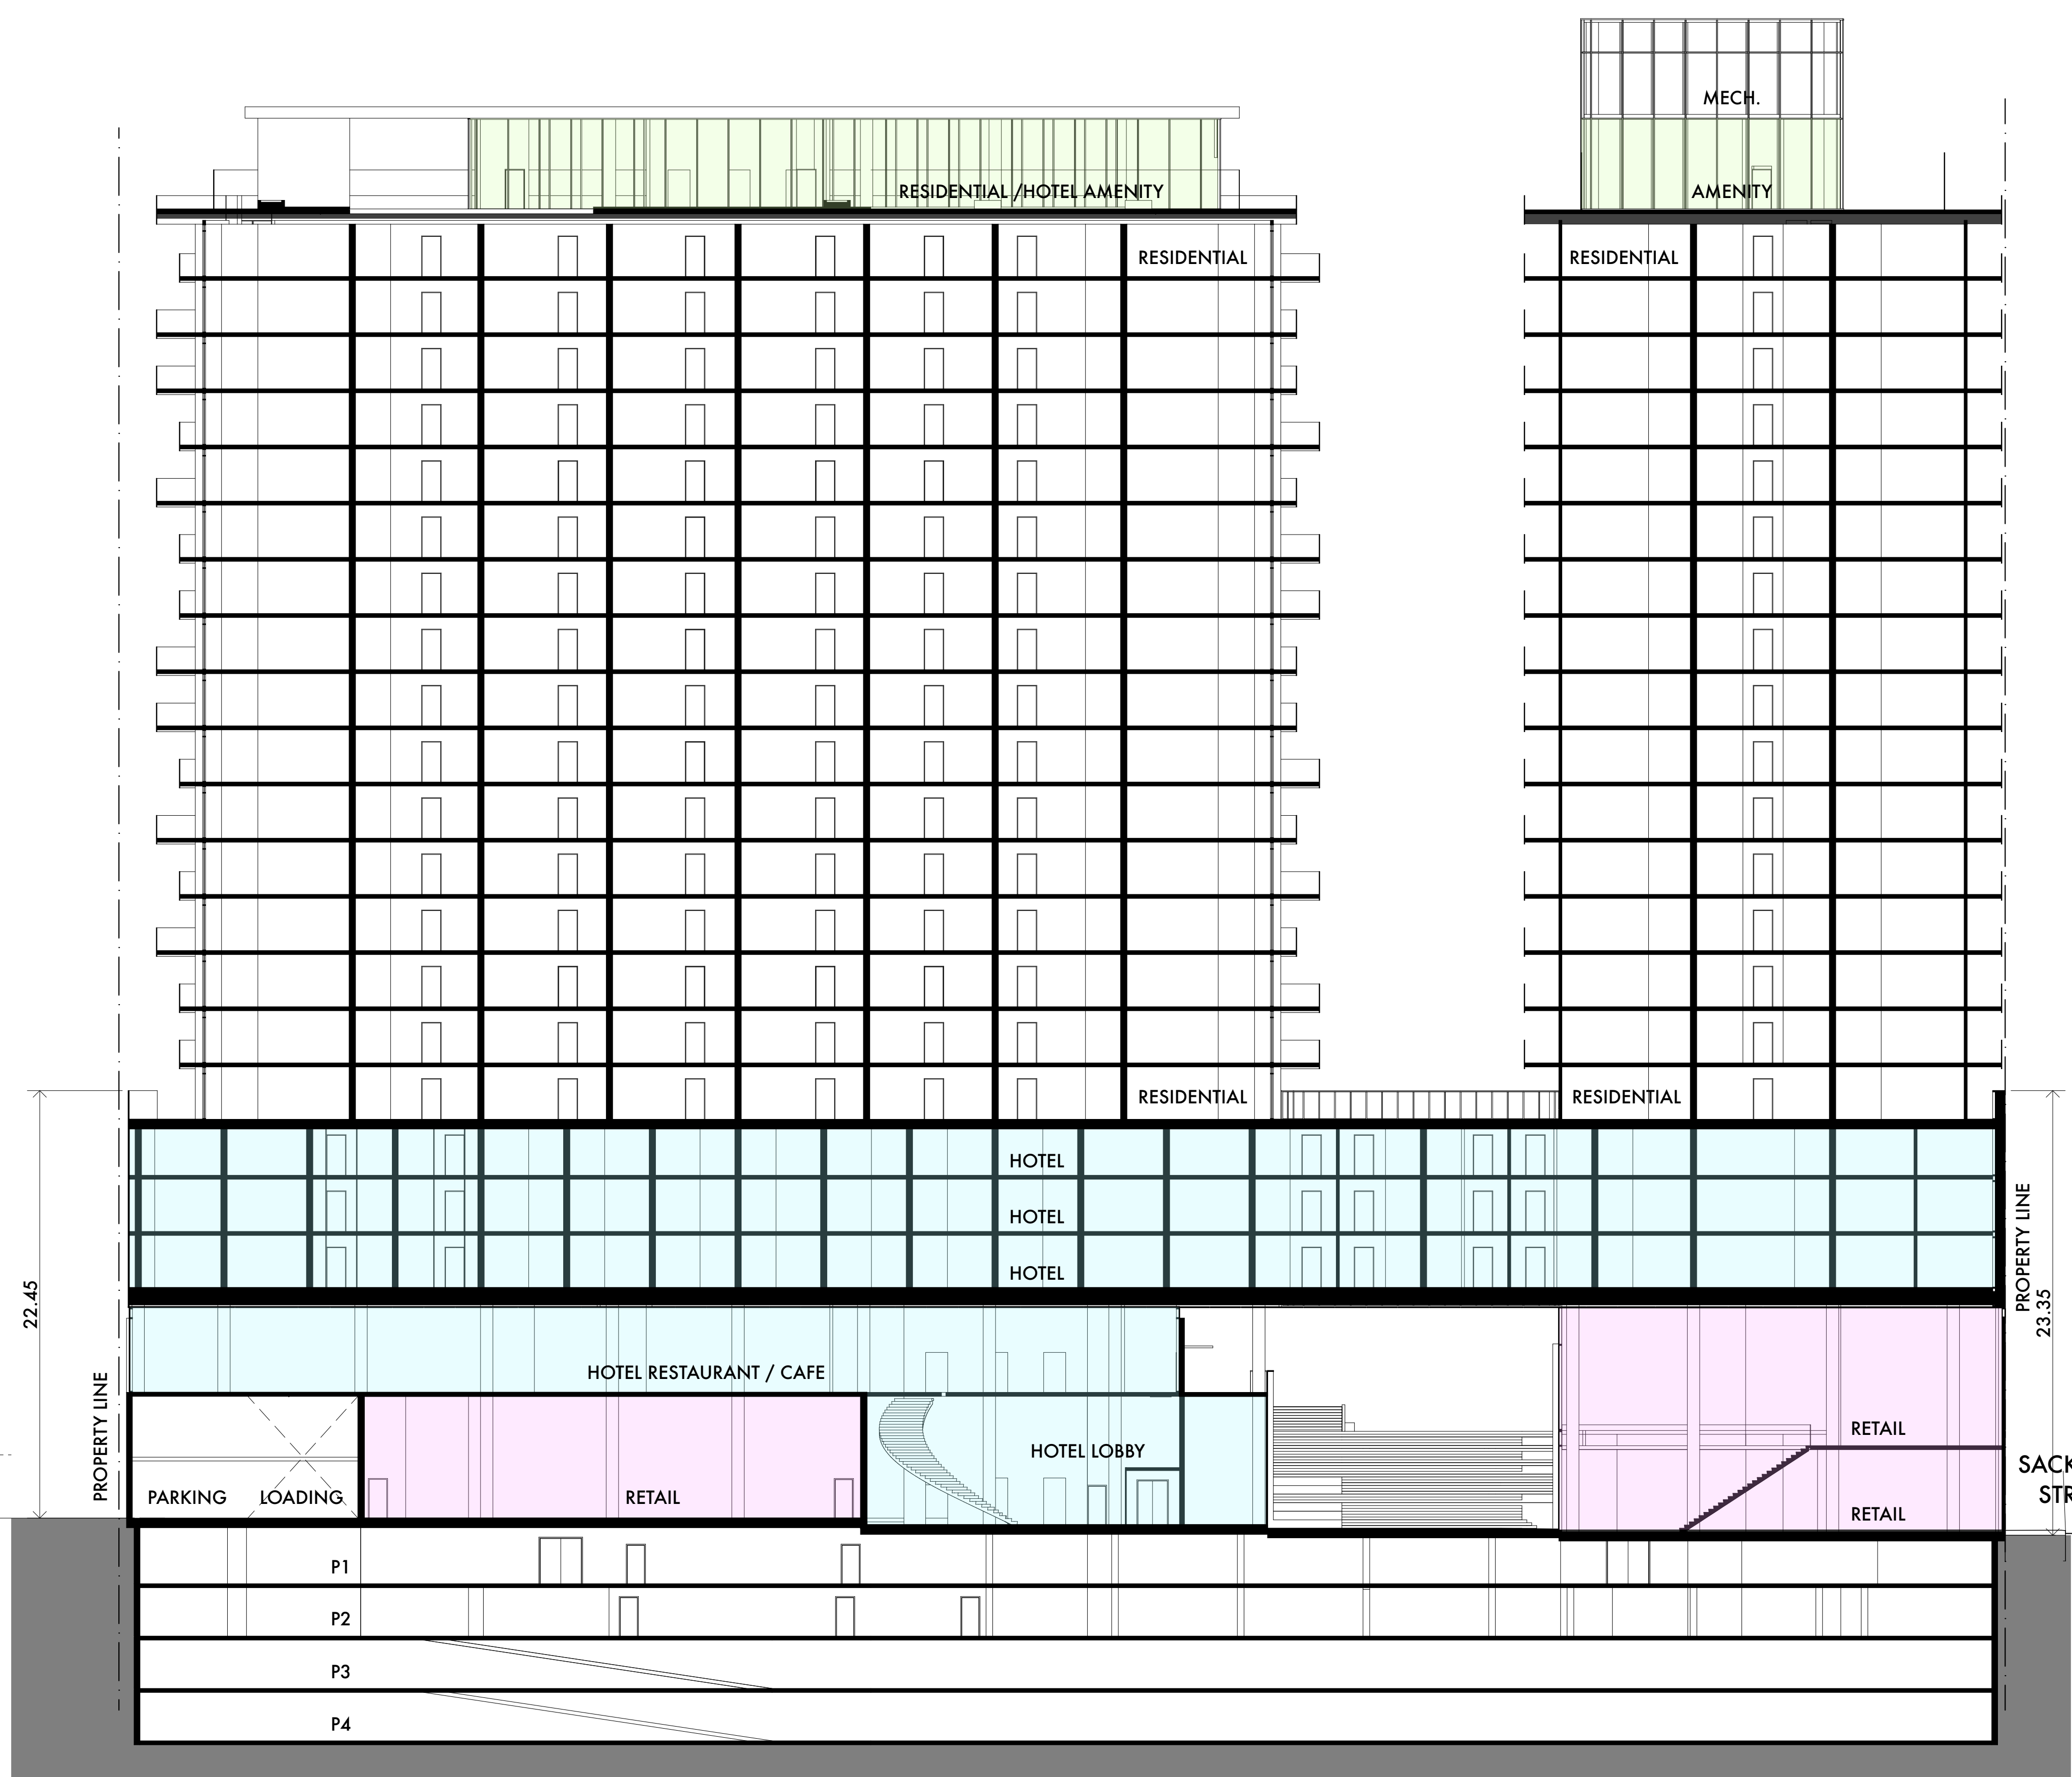 MECH.
RESIDENTIAL /HOTEL AMENITY
AMENITY
RESIDENTIAL
RESIDENTIAL
RESIDENTIAL
RESIDENTIAL
HOTEL
HOTEL
HOTEL
PROPERTY LINE
22.45
23.35
HOTEL RESTAURANT / CAFE
PROPERTY LINE
RETAIL
HOTEL LOBBY
SACK
STR
PARKING
LOADING
RETAIL
RETAIL
P1
P2
P3
P4